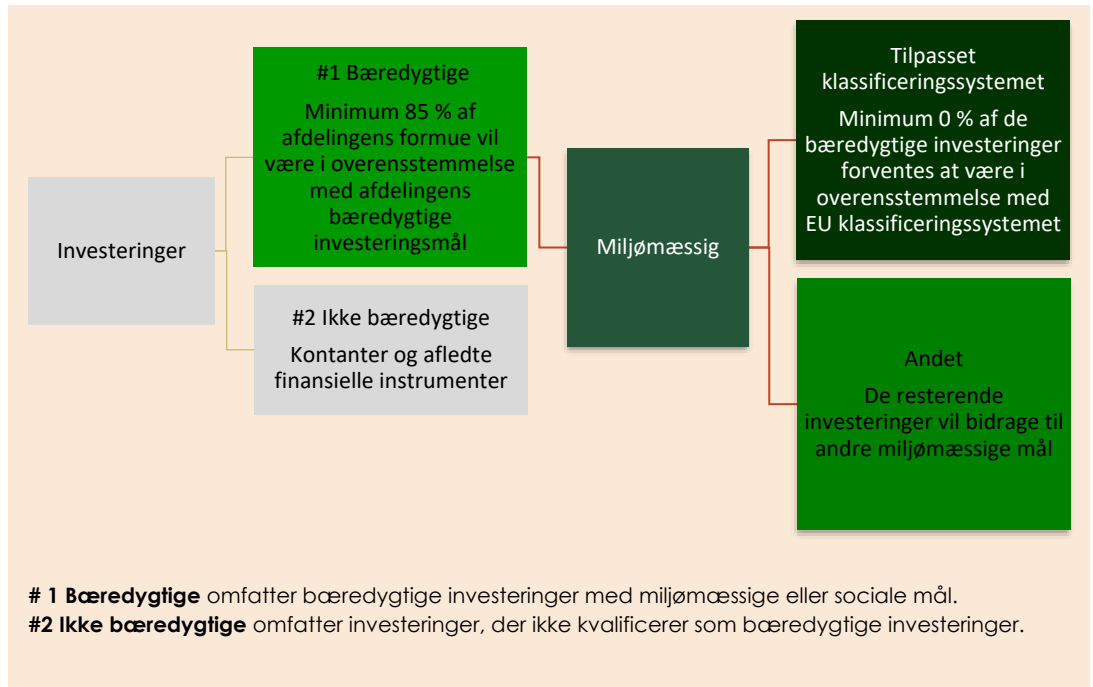 Investeringer
#1 Bæredygtige
Minimum 85 % af
afdelingens formue vil
være i overensstemmelse
med afdelingens
bæredygtige
investeringsmål
#2 Ikke bæredygtige
Kontanter og afledte
finansielle instrumenter
Miljømæssig
Tilpasset
klassificeringssystemet
Minimum 0 % af de
bæredygtige investeringer
forventes at være i
overensstemmelse med
EU klassificeringssystemet
Andet
De resterende
investeringer vil bidrage til
andre miljømæssige mål
# 1 Bæredygtige omfatter bæredygtige investeringer med miljømæssige eller sociale mål.
#2 Ikke bæredygtige omfatter investeringer, der ikke kvalificerer som bæredygtige investeringer.